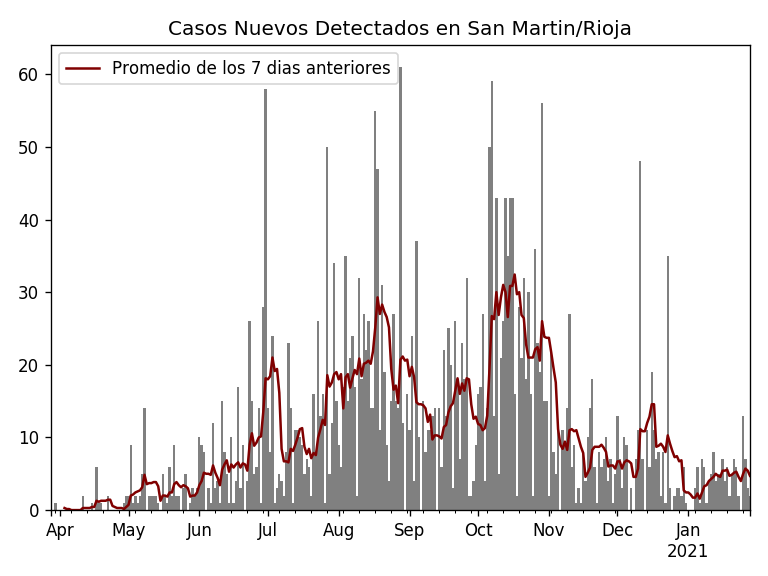 Casos Nuevos Detectados en San Martin/Rioja
Promedio de los 7 dias anteriores
60
50
40
30
20
10
0
Apr May Jun Jul Aug Sep Oct Nov Dec Jan
2021